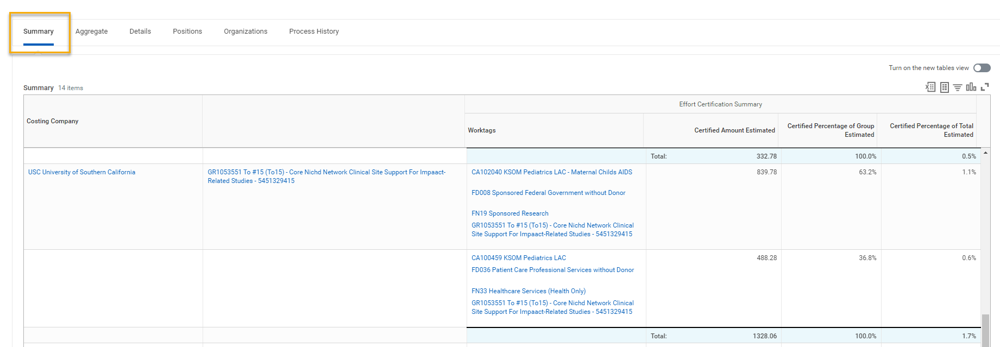 Summary Aggregate Details Positions Organizations Process History
Turn on the new tables view
Summary 14 items
Effort Certification Summary
Costing Company
Worktags
Certified Amount Estimated
Certified Percentage of Group
Estimated
Certified Percentage of Total
Estimated
Total: 332.78 100.0% 0.5%
USC University of Southern California
GR1053551 To #15 (To15) - Core Nichd Network Clinical Site Support For Impaact-
Related Studies - 5451329415
CA102040 KSOM Pediatrics LAC - Maternal Childs AIDS
839.78 63.2% 1.1%
FD008 Sponsored Federal Government without Donor
FN19 Sponsored Research
GR1053551 To #15 (To15) - Core Nichd Network Clinical
Site Support For Impaact-Related Studies - 5451329415
CA100459 KSOM Pediatrics LAC
488.28 36.8% 0.6%
FD036 Patient Care Professional Services without Donor
FN33 Healthcare Services (Health Only)
GR1053551 To #15 (To15) - Core Nichd Network Clinical
Site Support For Impaact-Related Studies - 5451329415
Total: 1328.06 100.0% 1.7%